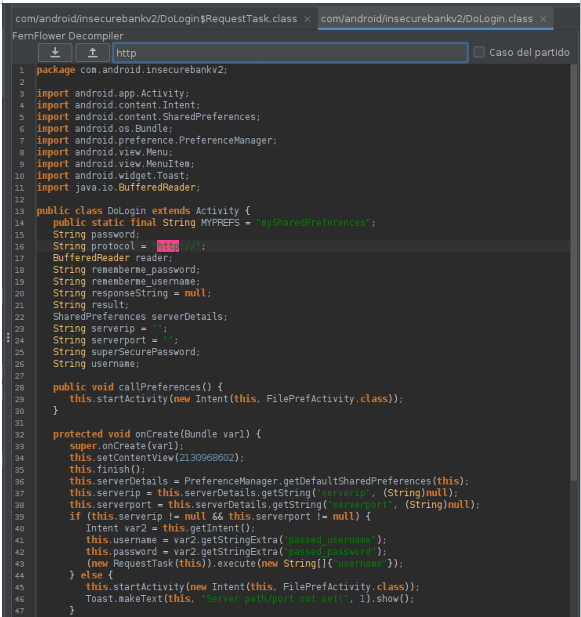 com/android/insecurebankv2/DoLogin$RequestTask.class × com/android/insecurebankv2/DoLogin.class ×
FernFlower Decompiler
http Caso del partido
1 package com.android.insecurebankv2;
2
3 import android.app.Activity;
4 import android.content.Intent;
5 import android.content.SharedPreferences;
6 import android.os.Bundle;
7 import android.preference.PreferenceManager;
8 import android.view.Menu;
9 import android.view.MenuItem;
10 import android.widget.Toast;
11 import java.io.BufferedReader;
12
13 public class DoLogin extends Activity {
14 public static final String MYPREFS = "mySharedPreferences";
15 String password;
16 String protocol = "http://";
17 BufferedReader reader;
18 String rememberme_password;
19 String rememberme_username;
20 String responseString = null;
21 String result;
22 SharedPreferences serverDetails;
23 String serverip = "";
24 String serverport = "";
25 String superSecurePassword;
26 String username;
27
28 public void callPreferences() {
29 this.startActivity(new Intent(this, FilePrefActivity.class));
30 }
31
32 protected void onCreate(Bundle var1) {
33 super.onCreate(var1);
34 this.setContentView(2130968602);
35 this.finish();
36 this.serverDetails = PreferenceManager.getDefaultSharedPreferences(this);
37 this.serverip = this.serverDetails.getString("serverip", (String)null);
38 this.serverport = this.serverDetails.getString("serverport", (String)null);
39 if (this.serverip != null && this.serverport != null) {
40 Intent var2 = this.getIntent();
41 this.username = var2.getStringExtra("passed_username");
42 this.password = var2.getStringExtra("passed_password");
43 (new RequestTask(this)).execute(new String[]{"username"});
44 } else {
45 this.startActivity(new Intent(this, FilePrefActivity.class));
46 Toast.makeText(this, "Server path/port not set!", 1).show();
47 }